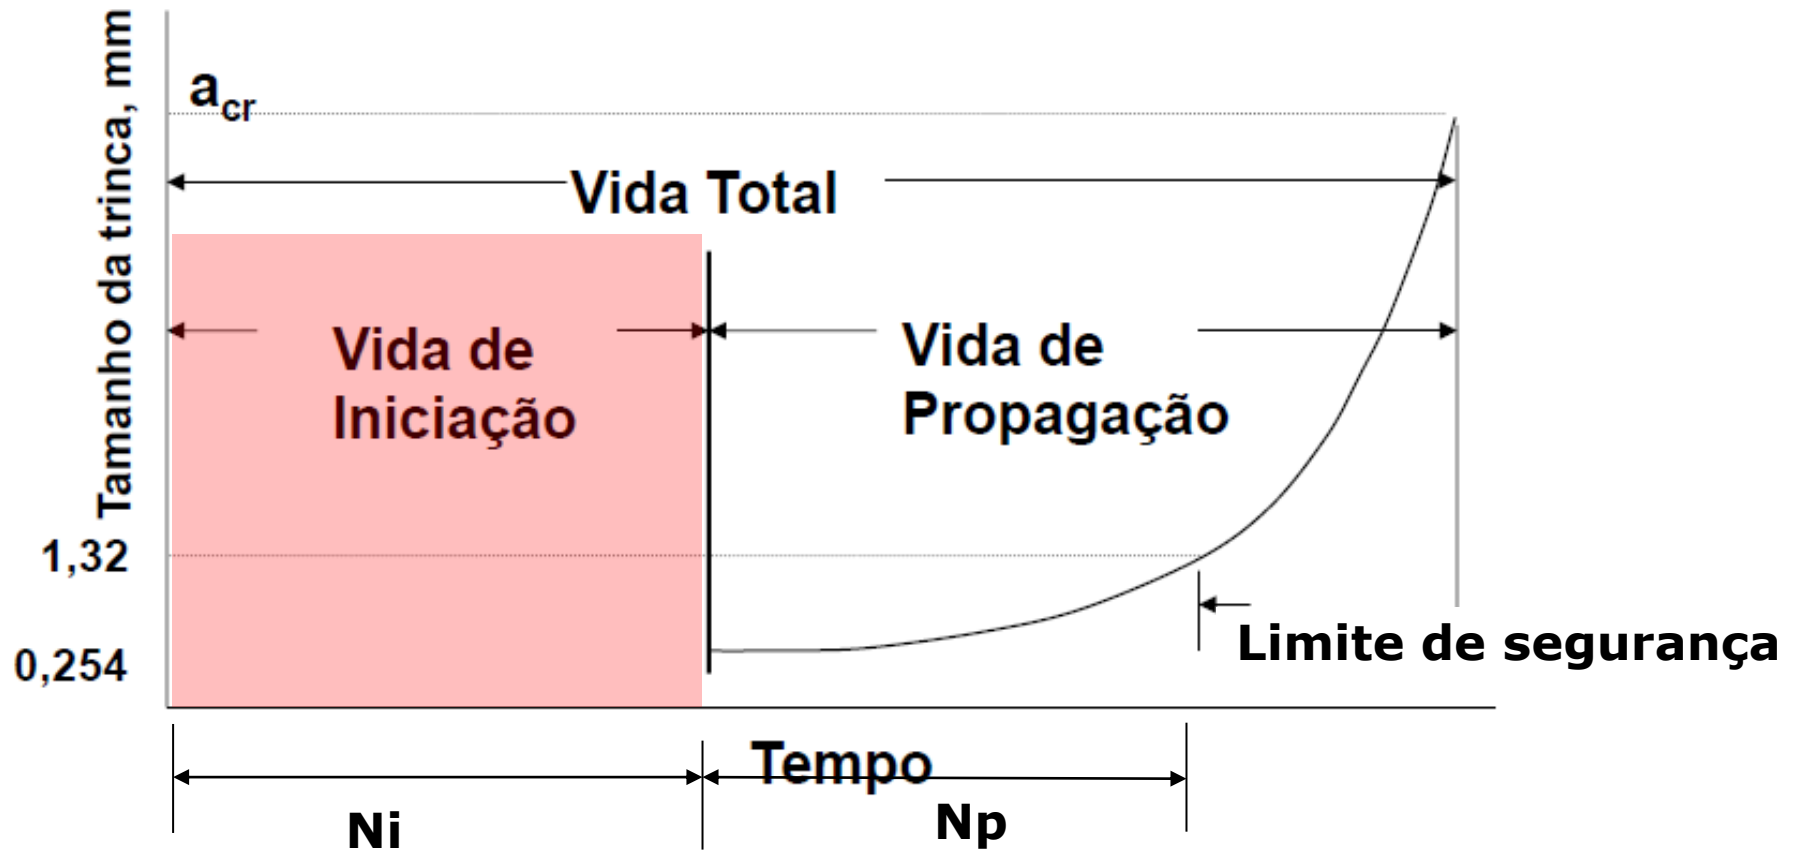 Tamanho da trinca, mm
a_cr
Vida Total
Vida de
Iniciação
Vida de
Propagação
1,32
0,254
Limite de segurança
Tempo
Ni
Np